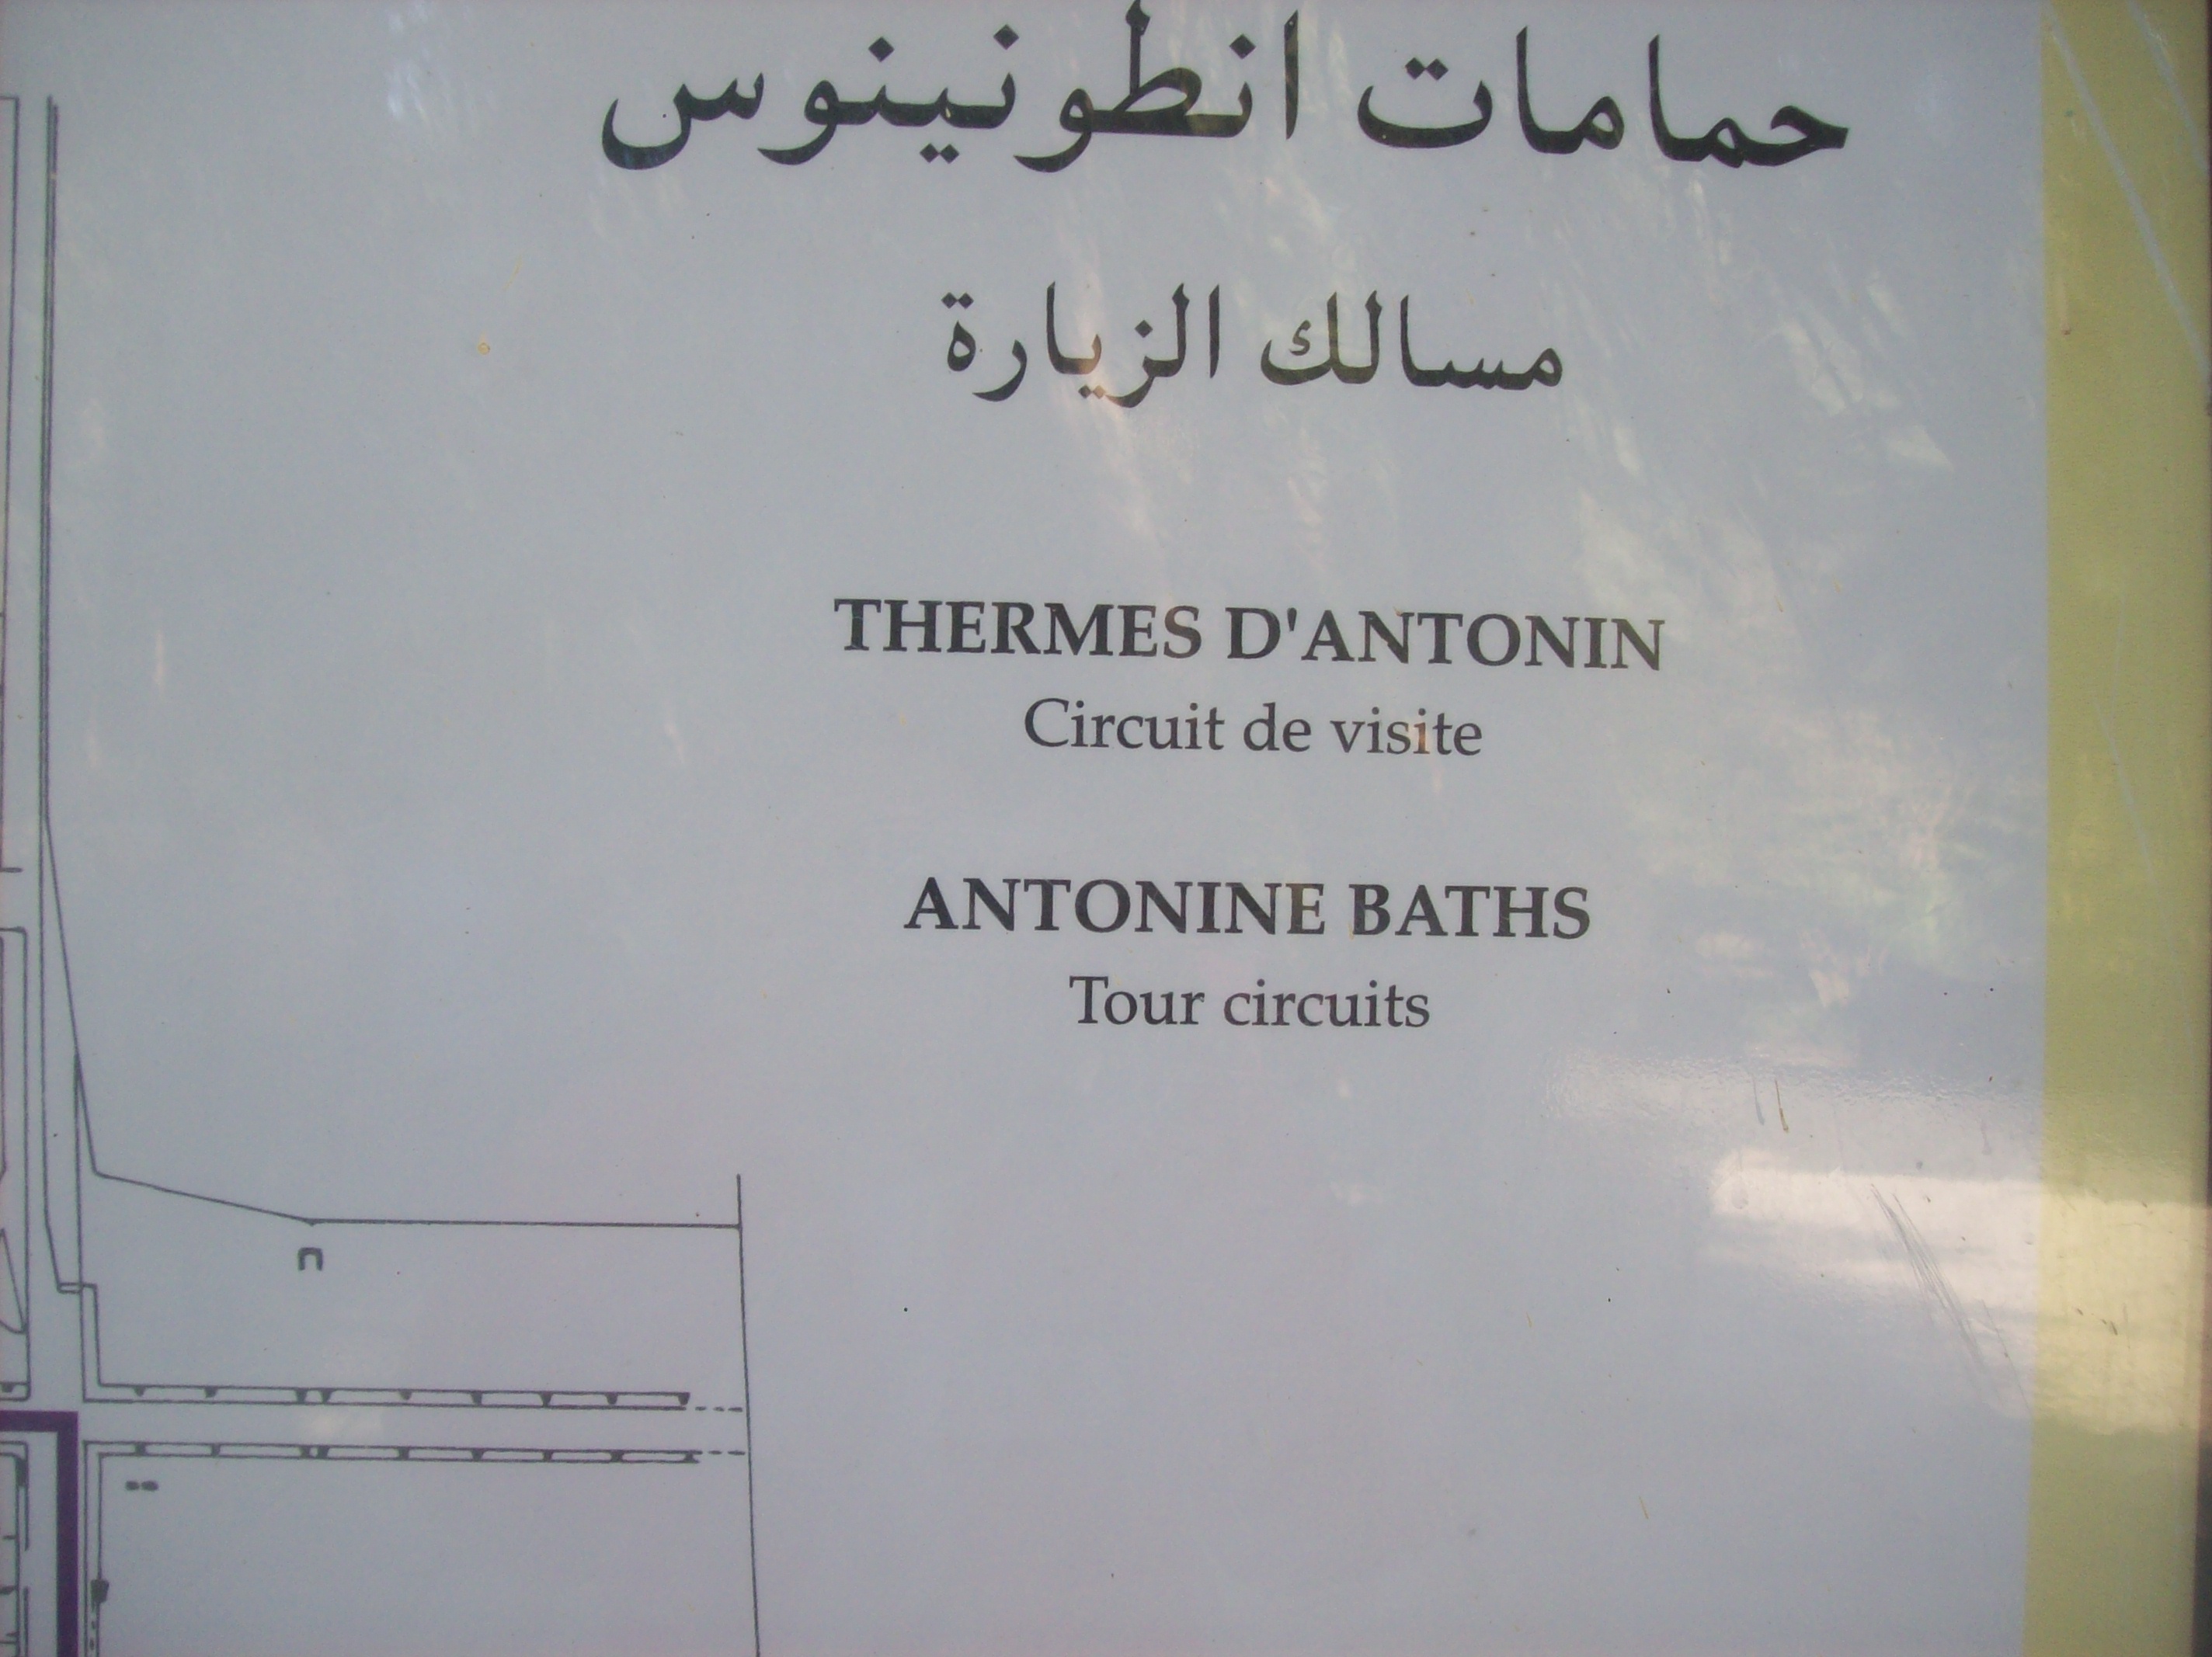 حمامات انطونينوس
مسالك الزيارة
THERMES D'ANTONIN
Circuit de visite
ANTONINE BATHS
Tour circuits